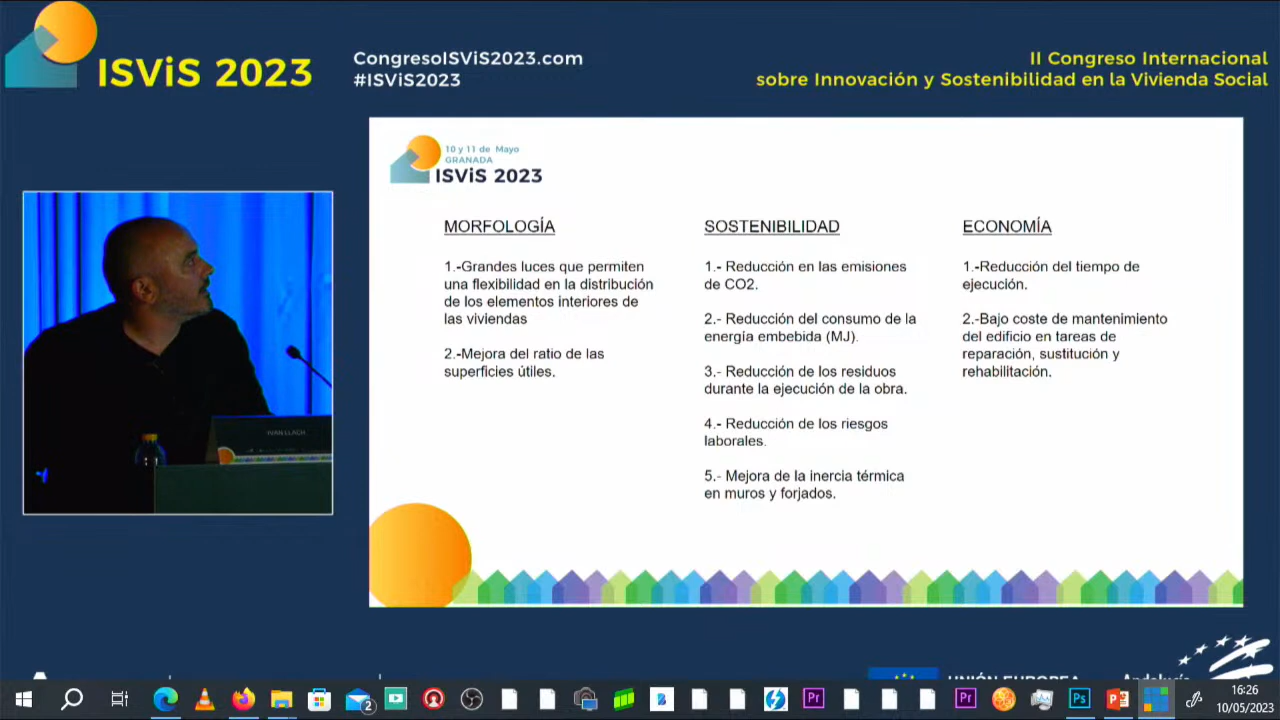 ISViS 2023
CongresoISViS2023.com
#ISViS2023
II Congreso Internacional
sobre Innovación y Sostenibilidad en la Vivienda Social
10 y 11 de Mayo
GRANADA
ISViS 2023
MORFOLOGÍA
1.-Grandes luces que permiten
una flexibilidad en la distribución
de los elementos interiores de
las viviendas
2.-Mejora del ratio de las
superficies útiles.
SOSTENIBILIDAD
1.- Reducción en las emisiones
de CO2.
2.- Reducción del consumo de la
energía embebida (MJ).
3.- Reducción de los residuos
durante la ejecución de la obra.
4.- Reducción de los riesgos
laborales.
5.- Mejora de la inercia térmica
en muros y forjados.
ECONOMÍA
1.-Reducción del tiempo de
ejecución.
2.-Bajo coste de mantenimiento
del edificio en tareas de
reparación, sustitución y
rehabilitación.
UNIÓN EUROPEA
Andalucía
2
Pr
Pr
Ps
16:26
10/05/2023